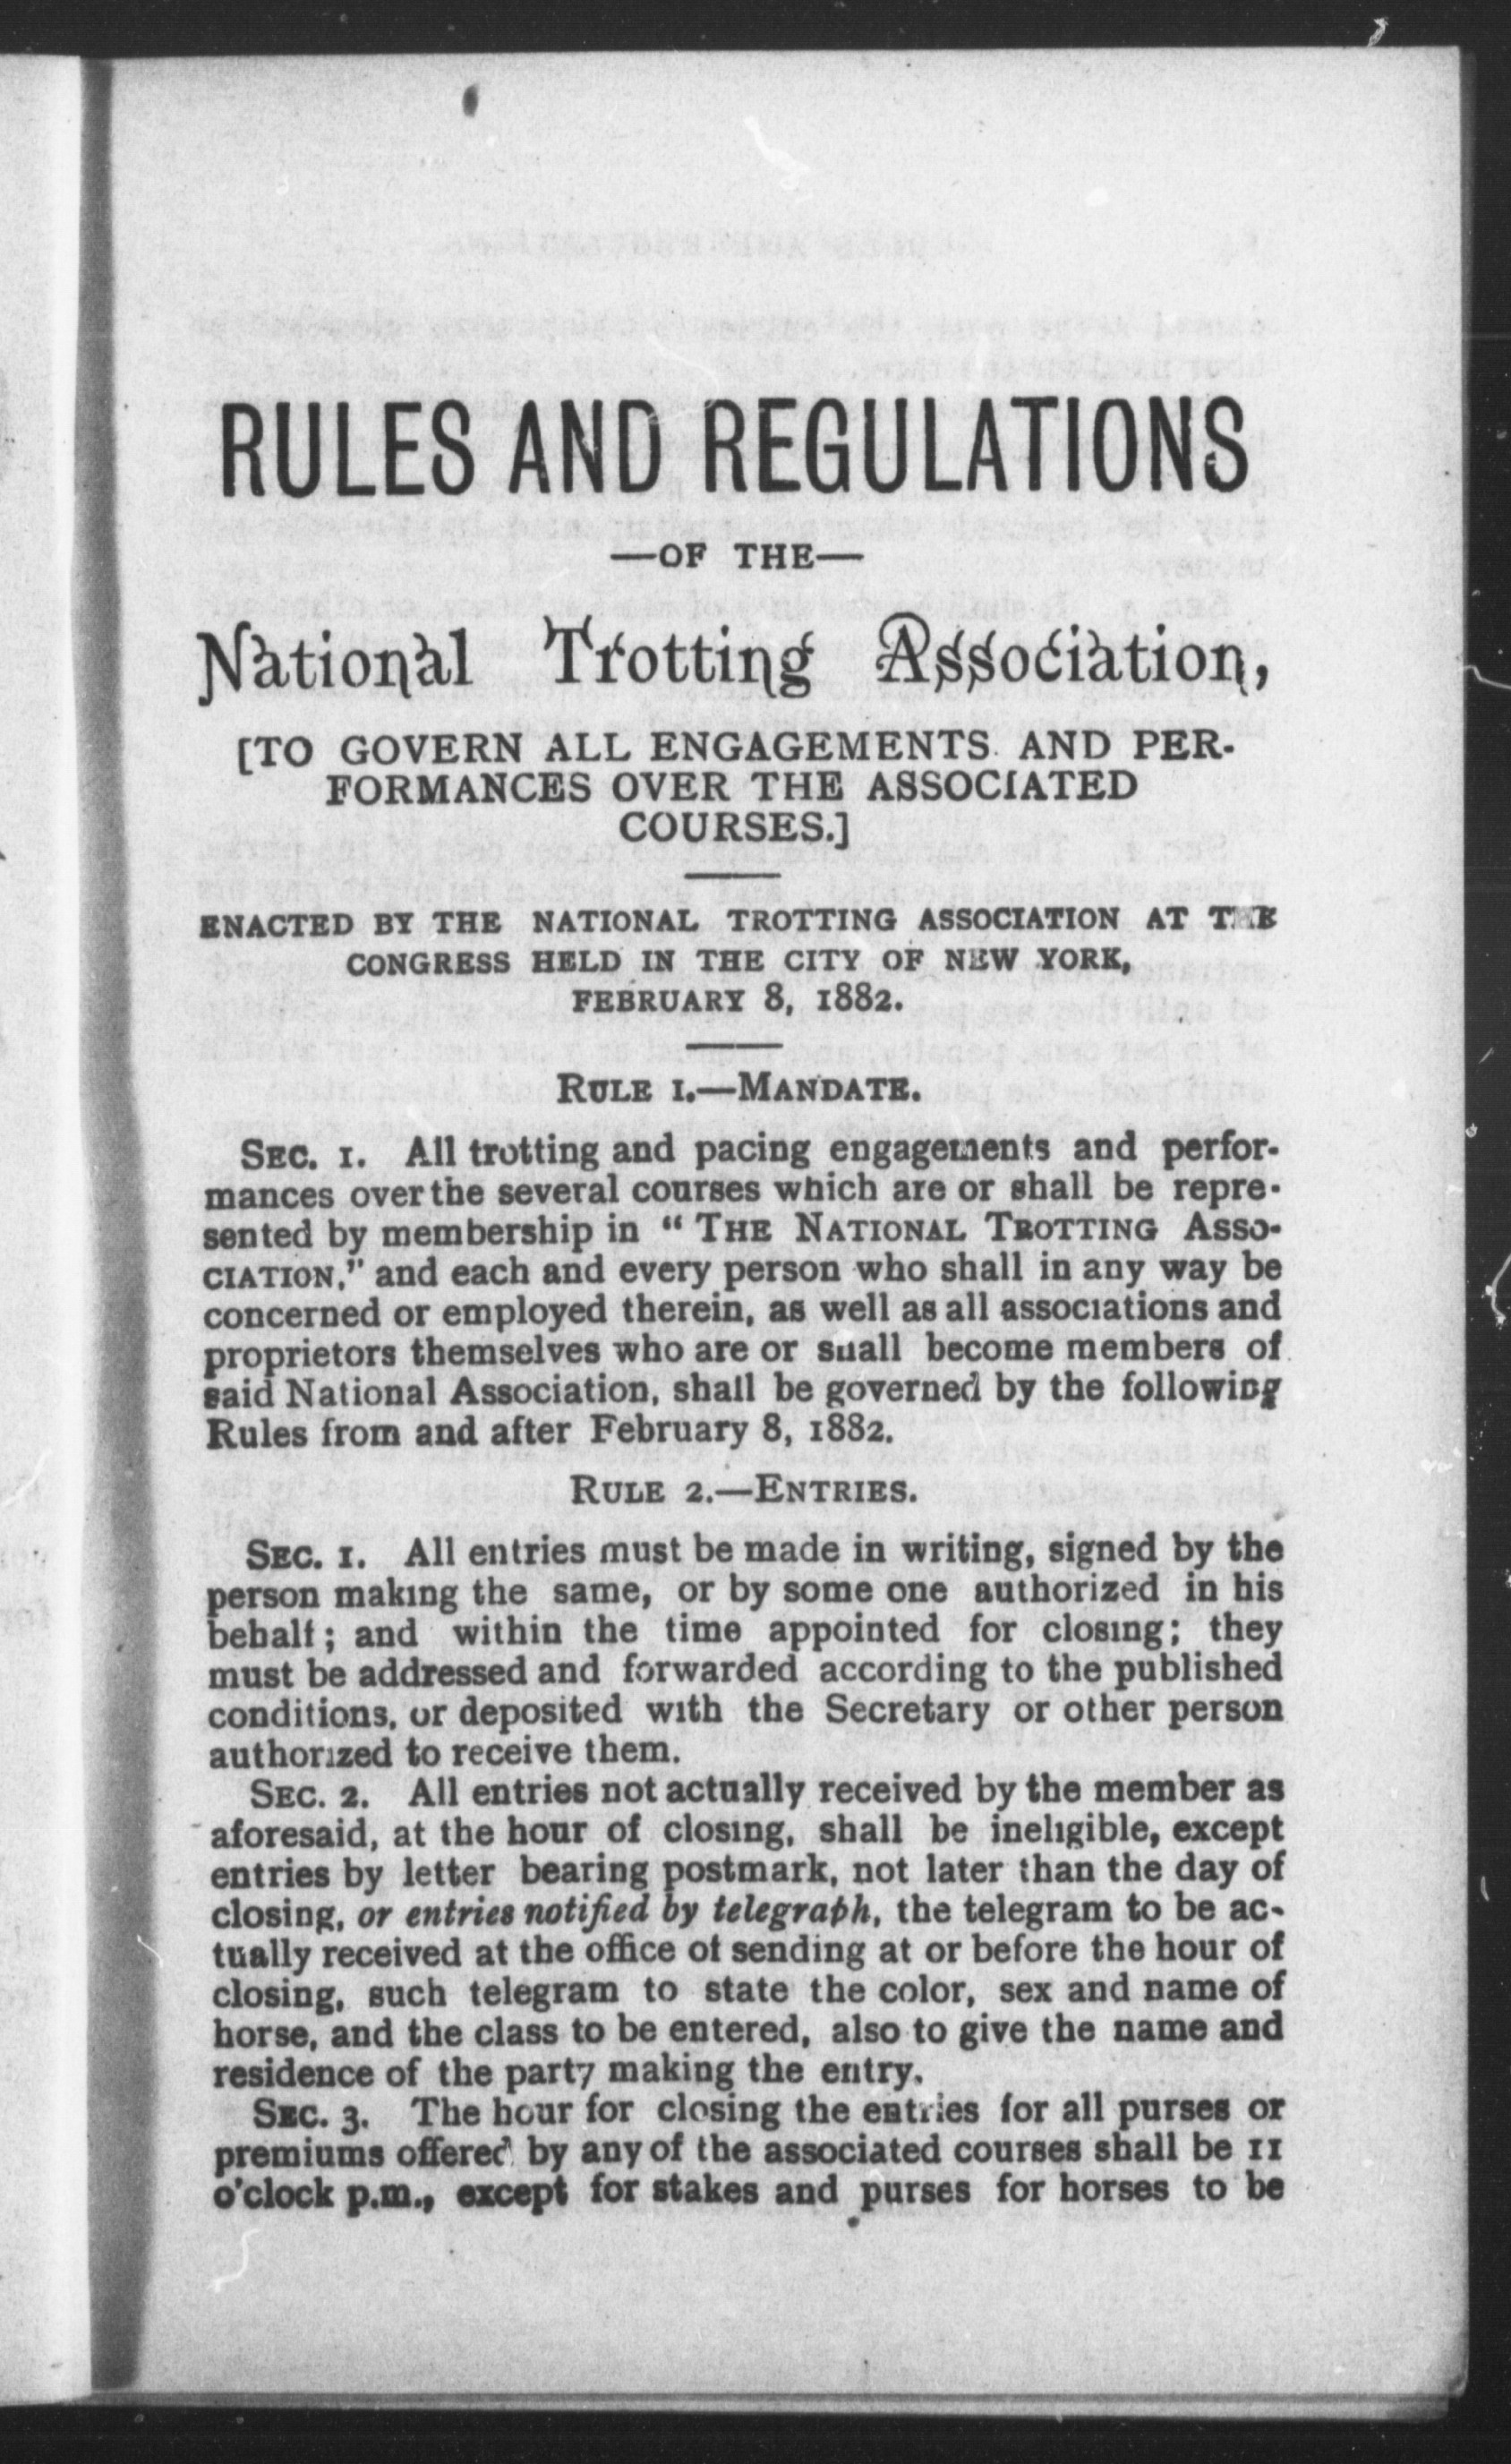 RULES AND REGULATIONS
—OF THE—
National Trotting Association,
[TO GOVERN ALL ENGAGEMENTS AND PER-
FORMANCES OVER THE ASSOCIATED
COURSES.]
ENACTED BY THE NATIONAL TROTTING ASSOCIATION AT THE
CONGRESS HELD IN THE CITY OF NEW YORK,
FEBRUARY 8, 1882.
RULE 1.—MANDATE.
SEC. 1. All trotting and pacing engagements and perfor-
mances over the several courses which are or shall be repre-
sented by membership in "THE NATIONAL TROTTING ASSO-
CIATION," and each and every person who shall in any way be
concerned or employed therein, as well as all associations and
proprietors themselves who are or shall become members of
said National Association, shall be governed by the following
Rules from and after February 8, 1882.
RULE 2.—ENTRIES.
SEC. 1. All entries must be made in writing, signed by the
person making the same, or by some one authorized in his
behalf; and within the time appointed for closing; they
must be addressed and forwarded according to the published
conditions, or deposited with the Secretary or other person
authorized to receive them.
SEC. 2. All entries not actually received by the member as
aforesaid, at the hour of closing, shall be ineligible, except
entries by letter bearing postmark, not later than the day of
closing, or entries notified by telegraph, the telegram to be ac-
tually received at the office of sending at or before the hour of
closing, such telegram to state the color, sex and name of
horse, and the class to be entered, also to give the name and
residence of the party making the entry.
SEC. 3. The hour for closing the entries for all purses or
premiums offered by any of the associated courses shall be 11
o'clock p.m., except for stakes and purses for horses to be